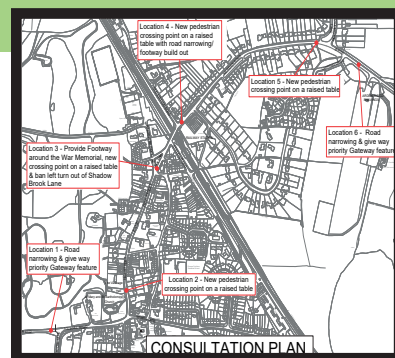 Location 4 - New pedestrian
crossing point on a raised
table with road narrowing/
footway build out
Location 5 - New pedestrian
crossing point on a raised table
Location 6 - Road
narrowing & give way
priority Gateway feature
Location 3 - Provide Footway
around the War Memorial, new
crossing point on a raised table
& ban left turn out of Shadow
Brook Lane
Location 1 - Road
narrowing & give way
priority Gateway feature
Location 2 - New pedestrian
crossing point on a raised table
CONSULTATION PLAN